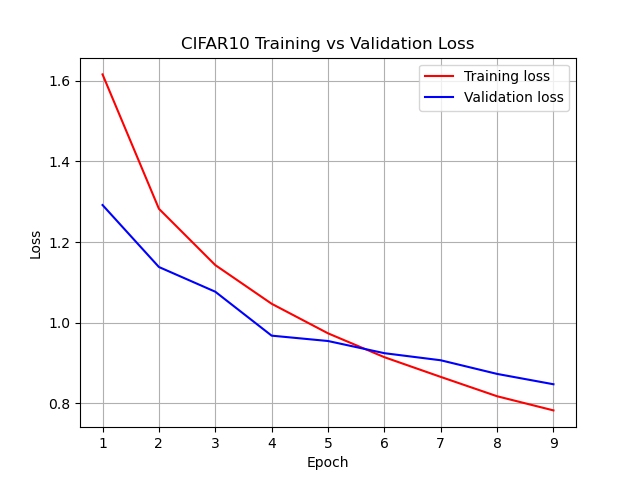 CIFAR10 Training vs Validation Loss
Training loss
Validation loss
1.6
1.4
1.2
1.0
0.8
Loss
1 2 3 4 5 6 7 8 9
Epoch